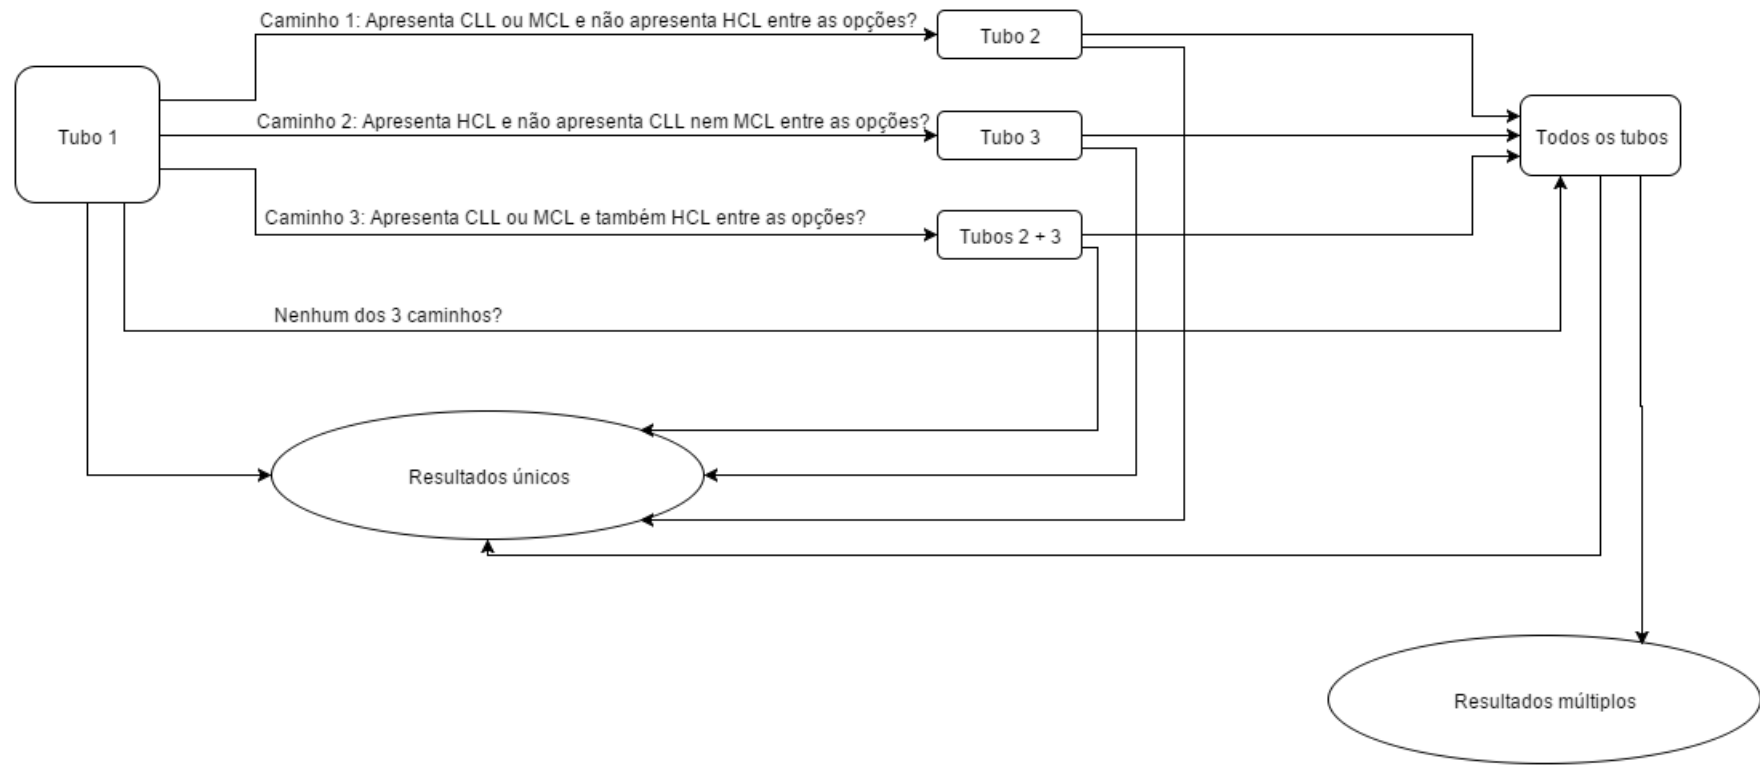 Caminho 1: Apresenta CLL ou MCL e não apresenta HCL entre as opções?
Tubo 2
Tubo 1
Caminho 2: Apresenta HCL e não apresenta CLL nem MCL entre as opções?
Tubo 3
Todos os tubos
Caminho 3: Apresenta CLL ou MCL e também HCL entre as opções?
Tubos 2 + 3
Nenhum dos 3 caminhos?
Resultados únicos
Resultados múltiplos